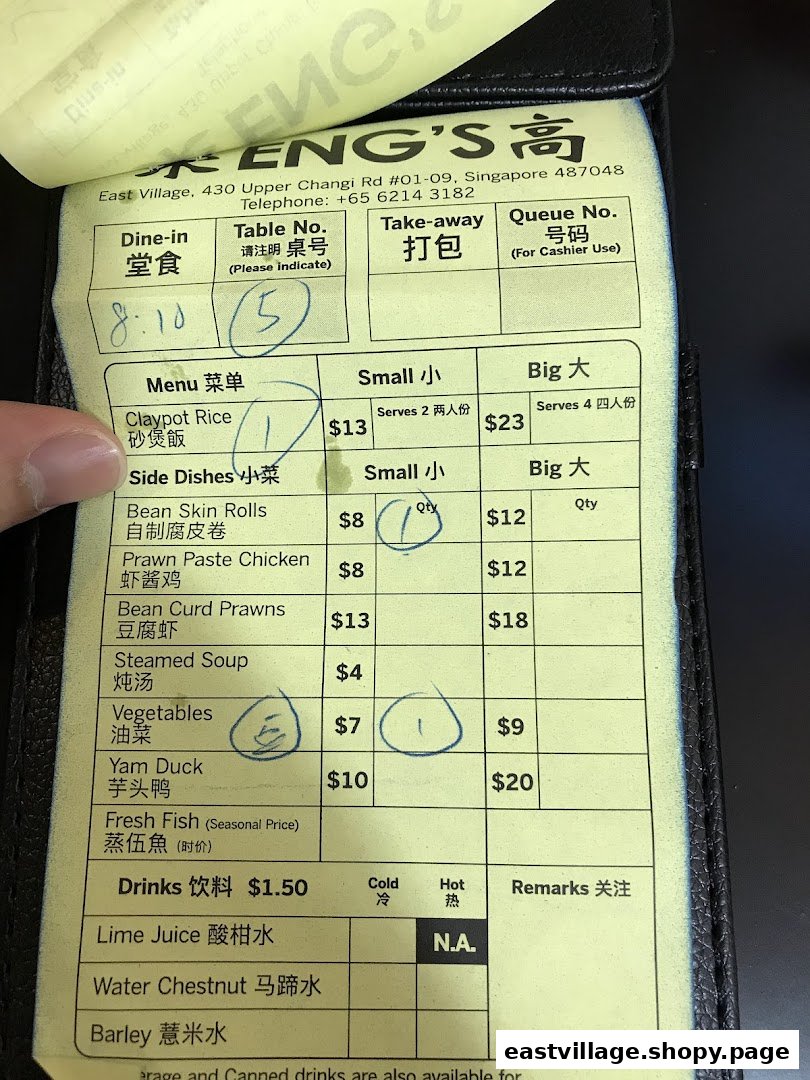 ENG'S 高
East Village, 430 Upper Changi Rd #01-09, Singapore 487048
Telephone: +65 6214 3182
Dine-in
堂食
Table No.
请注明 桌号
(Please Indicate)
Take-away
打包
Queue No.
号码
(For Cashier Use)
8:10
5
Menu 菜单
Small 小
Big 大
Claypot Rice
砂煲飯
1
$13
Serves 2 两人份
$23
Serves 4 四人份
Side Dishes 小菜
Small 小
Big 大
Bean Skin Rolls
自制腐皮卷
$8
Qty
1
$12
Qty
Prawn Paste Chicken
虾酱鸡
$8
$12
Bean Curd Prawns
豆腐虾
$13
$18
Steamed Soup
炖汤
$4
Vegetables
油菜
$7
1
$9
Yam Duck
芋头鸭
$10
$20
Fresh Fish (Seasonal Price)
蒸伍魚 (时价)
Drinks 饮料 $1.50
Cold
冷
Hot
热
Remarks 关注
Lime Juice 酸柑水
N.A.
Water Chestnut 马蹄水
Barley 薏米水
and Canned drinks are also available for
eastvillage.shopy.page